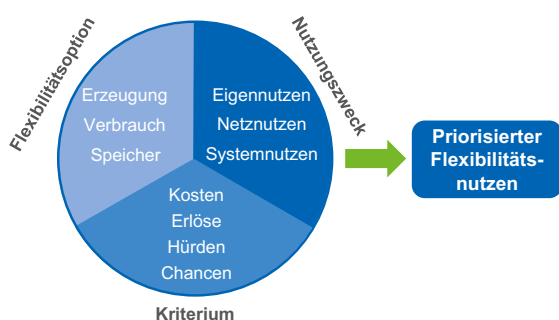 Flexibilitätsoption
Erzeugung
Verbrauch
Speicher
Nutzungszweck
Eigennutzen
Netznutzen
Systemnutzen
Kosten
Erlöse
Hürden
Chancen
Kriterium
Priorisierter
Flexibilitäts-
nutzen